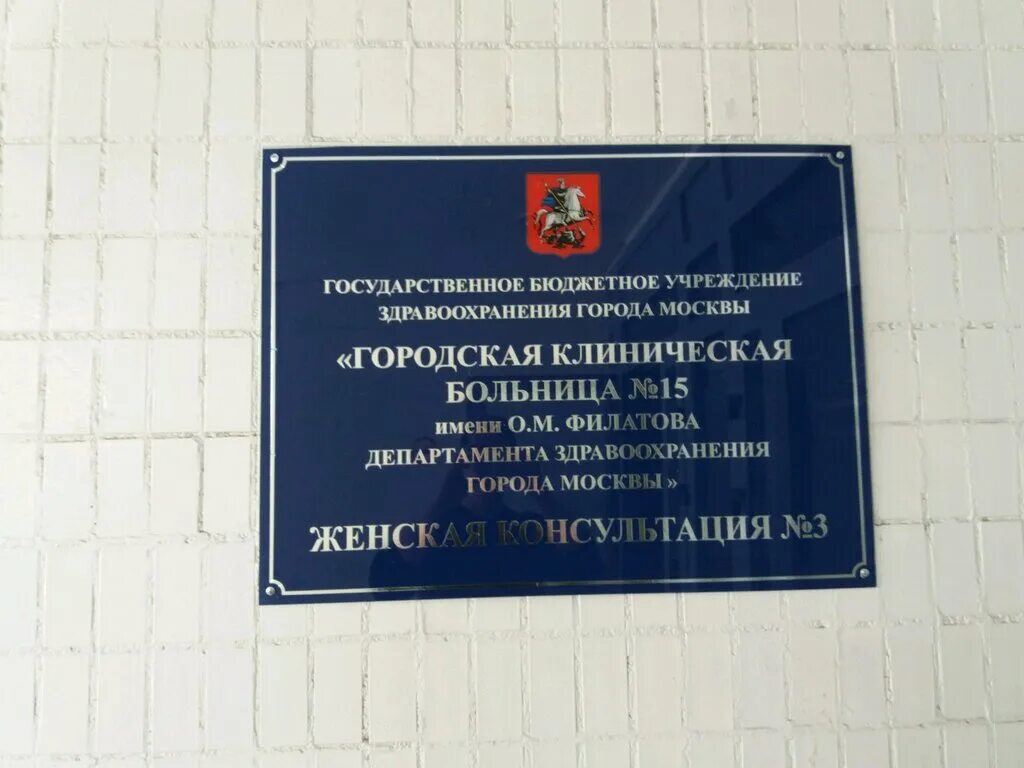 ГОСУДАРСТВЕННОЕ БЮДЖЕТНОЕ УЧРЕЖДЕНИЕ
ЗДРАВООХРАНЕНИЯ ГОРОДА МОСКВЫ
«ГОРОДСКАЯ КЛИНИЧЕСКАЯ
БОЛЬНИЦА №15
имени О.М. ФИЛАТОВА
ДЕПАРТАМЕНТА ЗДРАВООХРАНЕНИЯ
ГОРОДА МОСКВЫ»
ЖЕНСКАЯ КОНСУЛЬТАЦИЯ №3